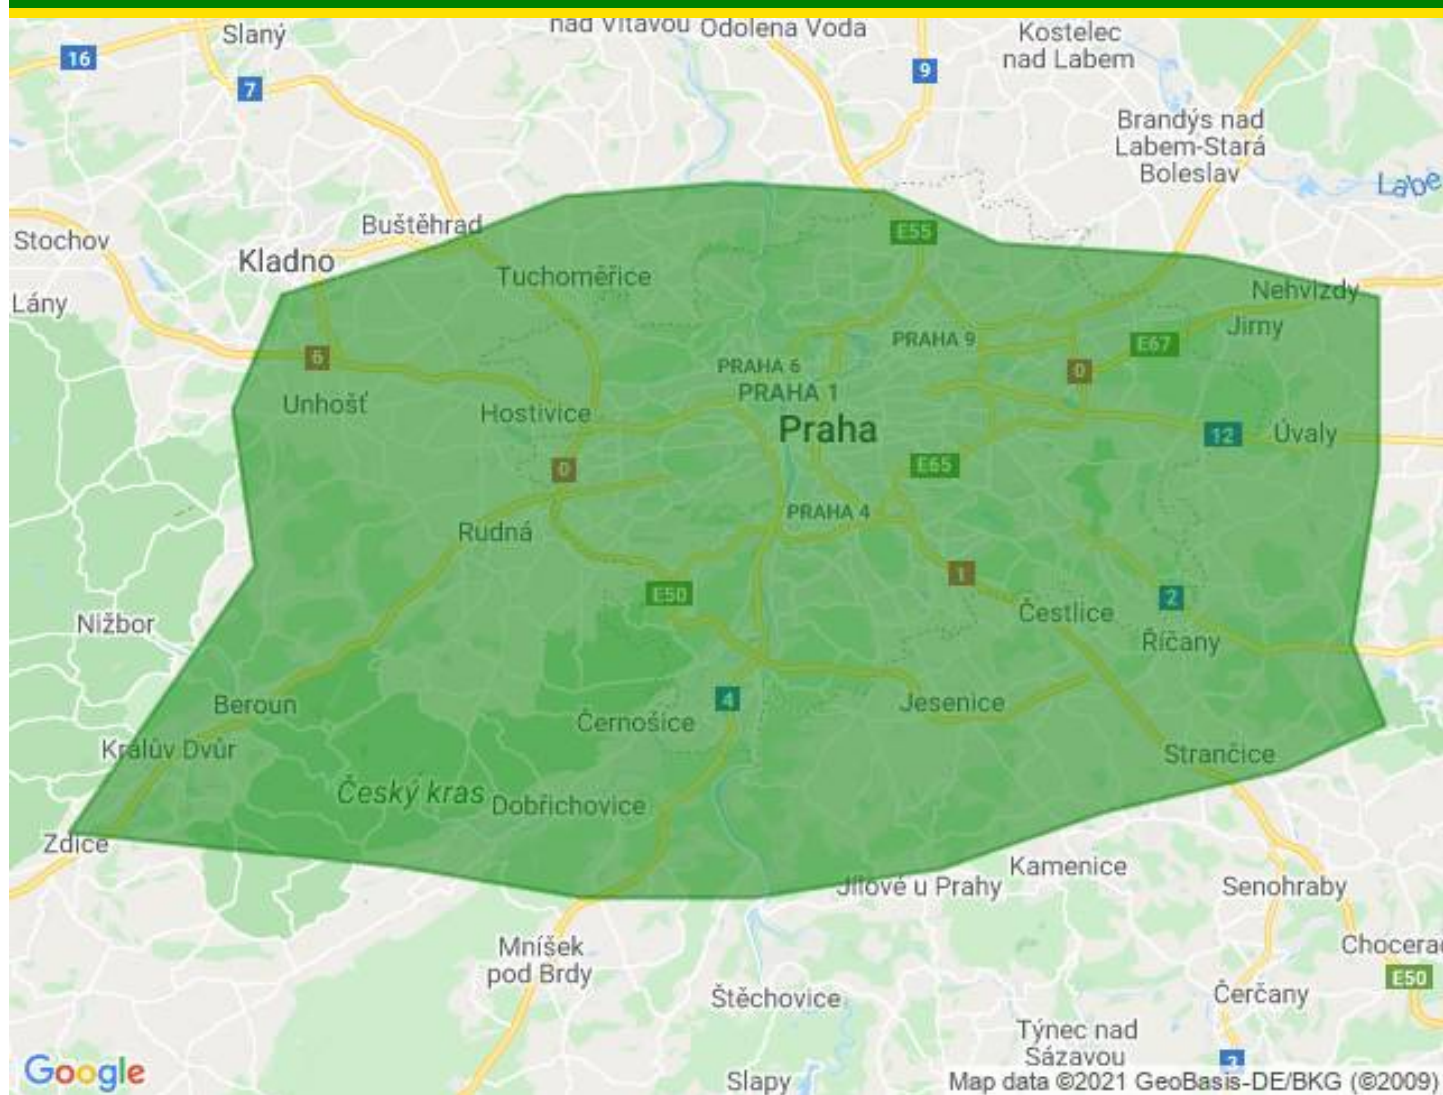 nad Vltavou
Odolena Voda
Kostelec
nad Labem
Slaný
16
7
9
Brandýs nad
Labem-Stará
Boleslav
Labe
Buštěhrad
E55
Stochov
Kladno
Tuchoměřice
Nehvizdy
Lány
Jirny
PRAHA 9
E67
6
PRAHA 6
0
PRAHA 1
Unhošť
Hostivice
Praha
12
Úvaly
0
E65
PRAHA 4
Rudná
1
E50
2
Čestlice
Nižbor
Říčany
Beroun
4
Jesenice
Černošice
Králův Dvůr
Strančice
Český kras
Dobřichovice
Zdice
Kamenice
Jílové u Prahy
Senohraby
Mníšek
pod Brdy
Chocerad
E50
Štěchovice
Čerčany
Týnec nad
Sázavou
3
Google
Slapy
Map data ©2021 GeoBasis-DE/BKG (©2009)